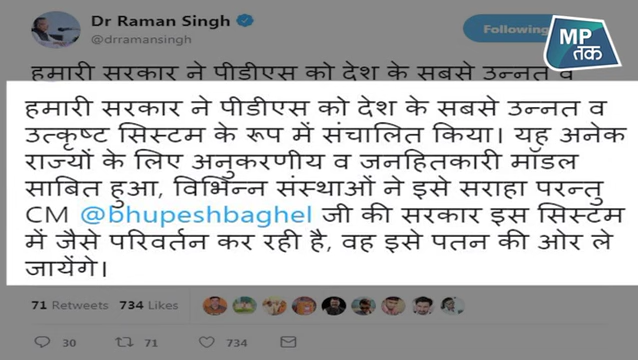 Dr Raman Singh
@drramansingh
Following
MP
तक
हमारी सरकार ने पीडीएस को देश के सबसे उन्नत व
हमारी सरकार ने पीडीएस को देश के सबसे उन्नत व
उत्कृष्ट सिस्टम के रूप में संचालित किया। यह अनेक
राज्यों के लिए अनुकरणीय व जनहितकारी मॉडल
साबित हुआ, विभिन्न संस्थाओं ने इसे सराहा परन्तु
CM @bhupeshbaghel जी की सरकार इस सिस्टम
में जैसे परिवर्तन कर रही है, वह इसे पतन की ओर ले
जायेंगे।
71 Retweets 734 Likes
30 71 734